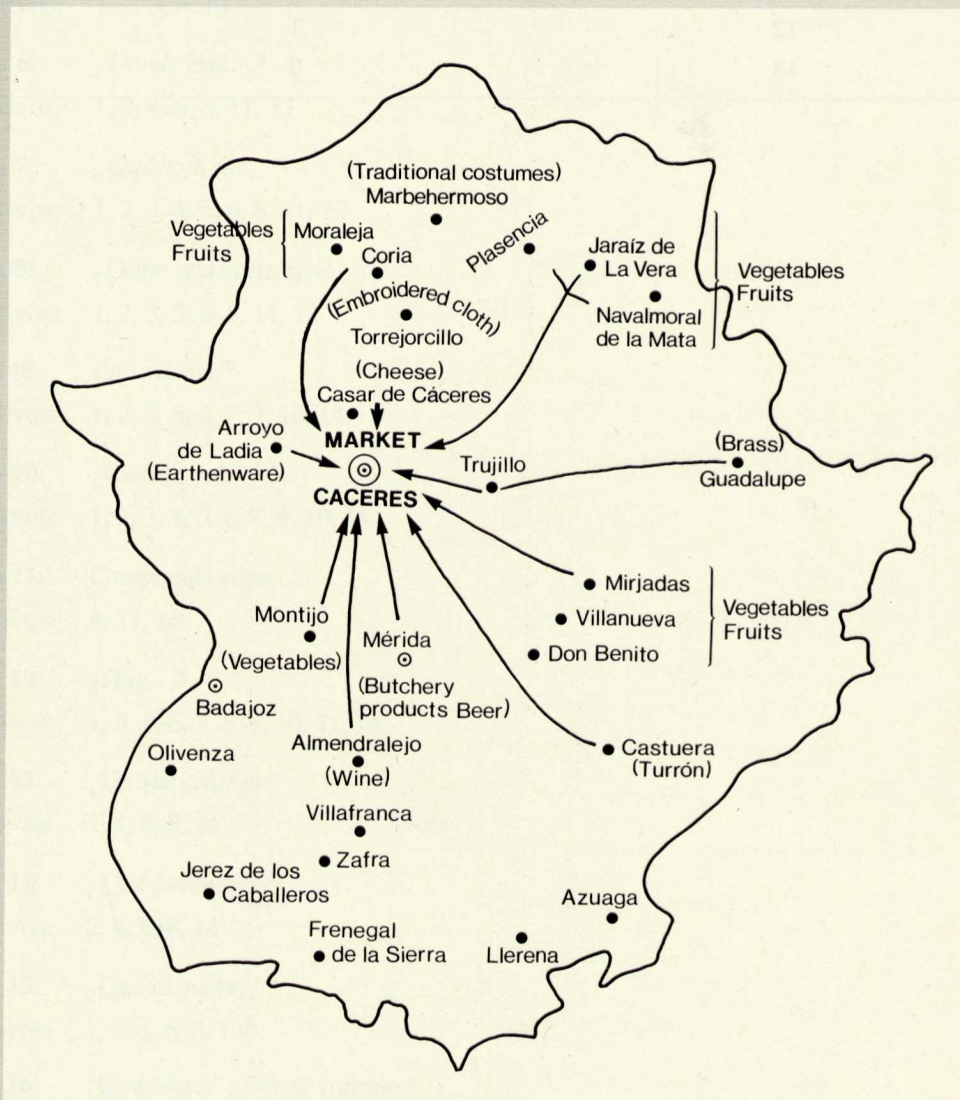 (Traditional costumes)
Marbehermoso
Vegetables
Fruits
Moraleja
Coria
Plasencia
Jaraíz de
La Vera
Navalmoral
de la Mata
Vegetables
Fruits
(Embroidered cloth)
Torrejorcillo
(Cheese)
Casar de Cáceres
Arroyo
de Ladia
(Earthenware)
MARKET
CACERES
Trujillo
(Brass)
Guadalupe
Mirjadas
Villanueva
Don Benito
Vegetables
Fruits
Montijo
(Vegetables)
Mérida
(Butchery
products Beer)
Badajoz
Almendralejo
(Wine)
Castuera
(Turrón)
Olivenza
Villafranca
Zafra
Jerez de los
Caballeros
Azuaga
Frenegal
de la Sierra
Llerena